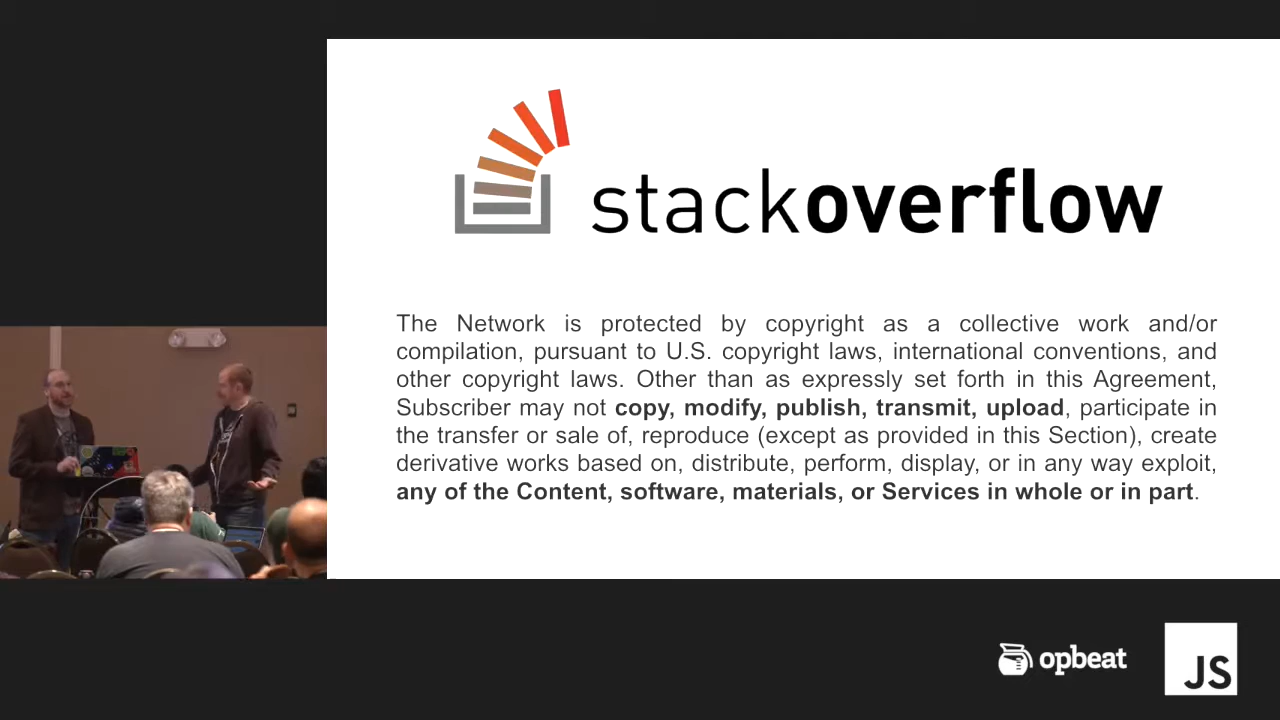 stackoverflow
The Network is protected by copyright as a collective work and/or
compilation, pursuant to U.S. copyright laws, international conventions, and
other copyright laws. Other than as expressly set forth in this Agreement,
Subscriber may not copy, modify, publish, transmit, upload, participate in
the transfer or sale of, reproduce (except as provided in this Section), create
derivative works based on, distribute, perform, display, or in any way exploit,
any of the Content, software, materials, or Services in whole or in part.
opbeat
JS